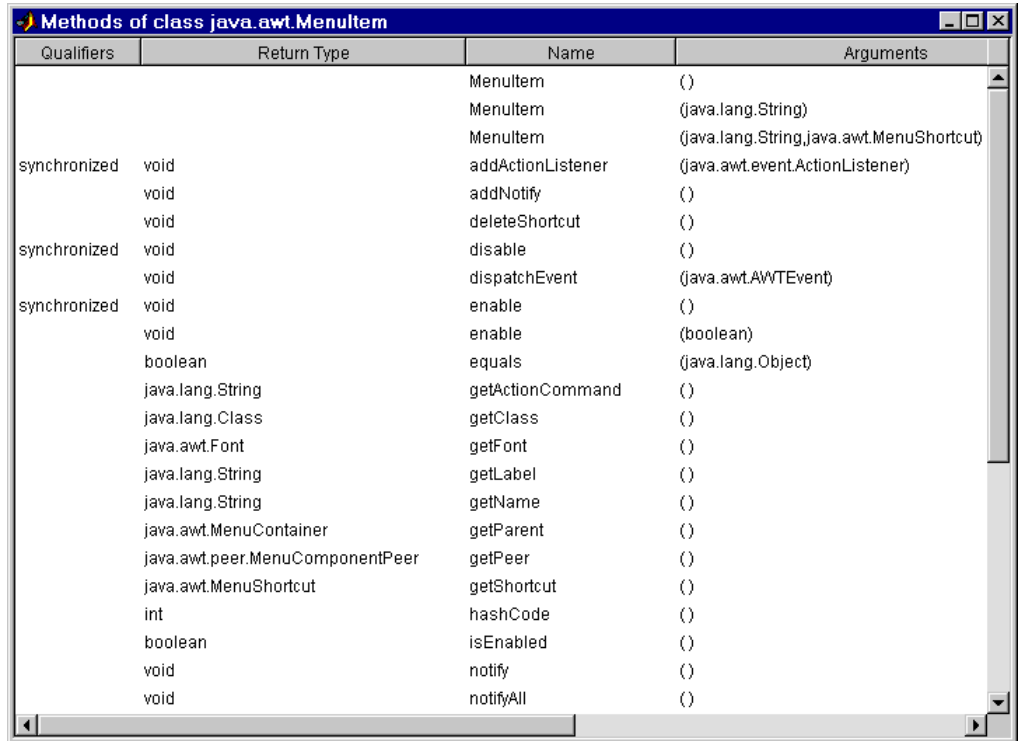 Methods of class java.awt.MenuItem
Qualifiers Return Type Name Arguments
MenuItem ()
MenuItem (java.lang.String)
MenuItem (java.lang.String,java.awt.MenuShortcut)
synchronized void addActionListener (java.awt.event.ActionListener)
void addNotify ()
void deleteShortcut ()
synchronized void disable ()
void dispatchEvent (java.awt.AWTEvent)
synchronized void enable ()
void enable (boolean)
boolean equals (java.lang.Object)
java.lang.String getActionCommand ()
java.lang.Class getClass ()
java.awt.Font getFont ()
java.lang.String getLabel ()
java.lang.String getName ()
java.awt.MenuContainer getParent ()
java.awt.peer.MenuComponentPeer getPeer ()
java.awt.MenuShortcut getShortcut ()
int hashCode ()
boolean isEnabled ()
void notify ()
void notifyAll ()